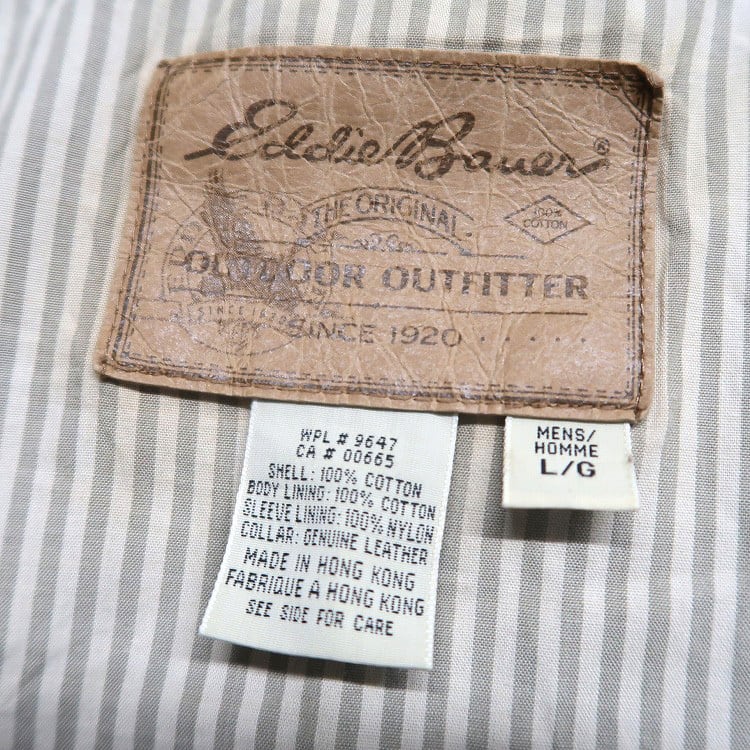 Eddie Bauer®
THE ORIGINAL
100%
COTTON
OUTDOOR OUTFITTER
SINCE 1920
WPL # 9647
CA # 00665
SHELL: 100% COTTON
BODY LINING: 100% COTTON
SLEEVE LINING: 100% NYLON
COLLAR: GENUINE LEATHER
MADE IN HONG KONG
FABRIQUE A HONG KONG
SEE SIDE FOR CARE
MENS/
HOMME
L/G